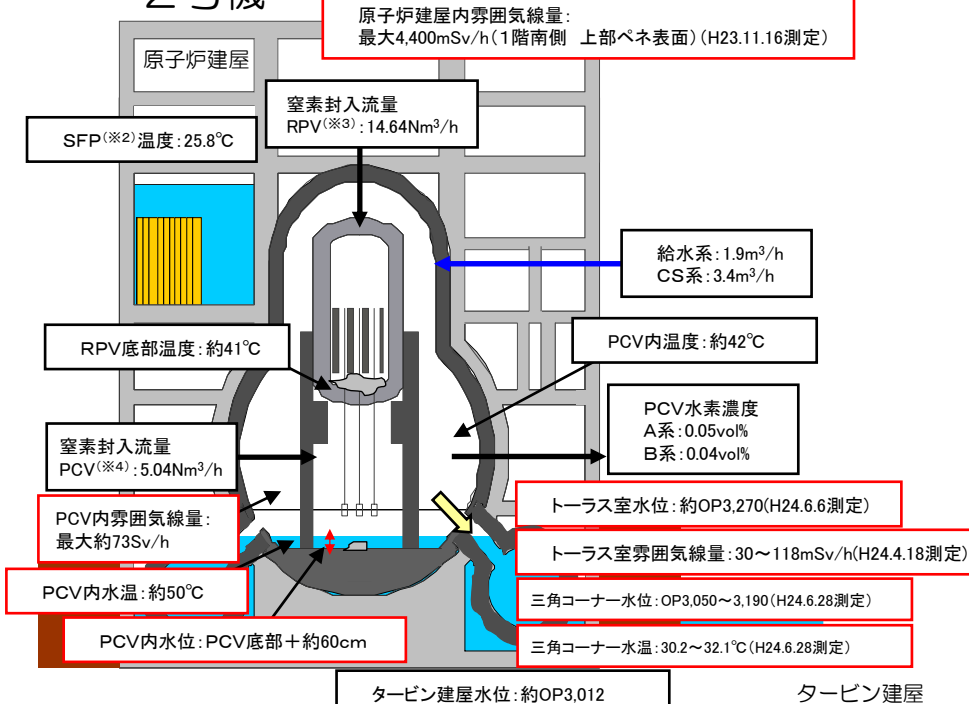 2号機
原子炉建屋内雰囲気線量：
最大4,400mSv/h（1階南側　上部ペネ表面）（H23.11.16測定）
原子炉建屋
窒素封入流量
RPV（※3）：14.64Nm³/h
SFP（※2）温度：25.8℃
給水系：1.9m³/h
CS系：3.4m³/h
RPV底部温度：約41℃
PCV内温度：約42℃
PCV水素濃度
A系：0.05vol%
B系：0.04vol%
窒素封入流量
PCV（※4）：5.04Nm³/h
トーラス室水位：約OP3,270（H24.6.6測定）
PCV内雰囲気線量：
最大約73Sv/h
トーラス室雰囲気線量：30～118mSv/h（H24.4.18測定）
PCV内水温：約50℃
三角コーナー水位：OP3,050～3,190（H24.6.28測定）
PCV内水位：PCV底部＋約60cm
三角コーナー水温：30.2～32.1℃（H24.6.28測定）
タービン建屋水位：約OP3,012
タービン建屋